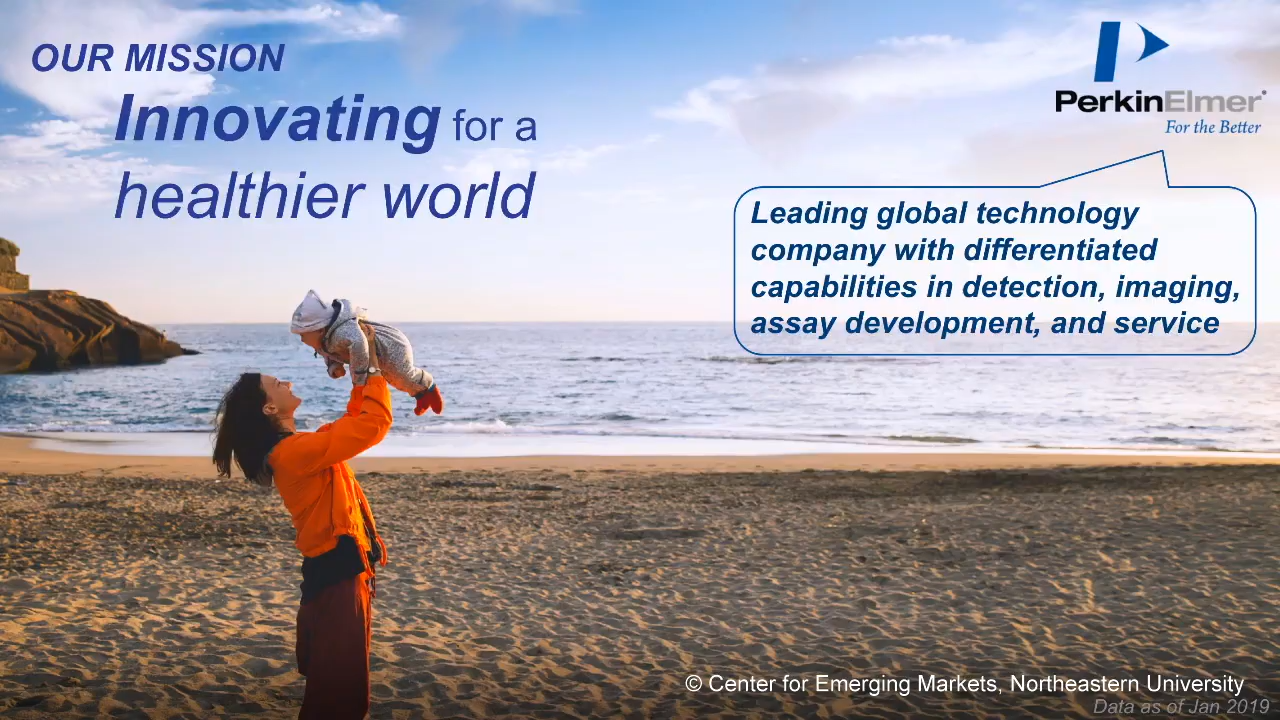 OUR MISSION
Innovating for a
healthier world
PerkinElmer®
For the Better
Leading global technology
company with differentiated
capabilities in detection, imaging,
assay development, and service
© Center for Emerging Markets, Northeastern University
Data as of Jan 2019